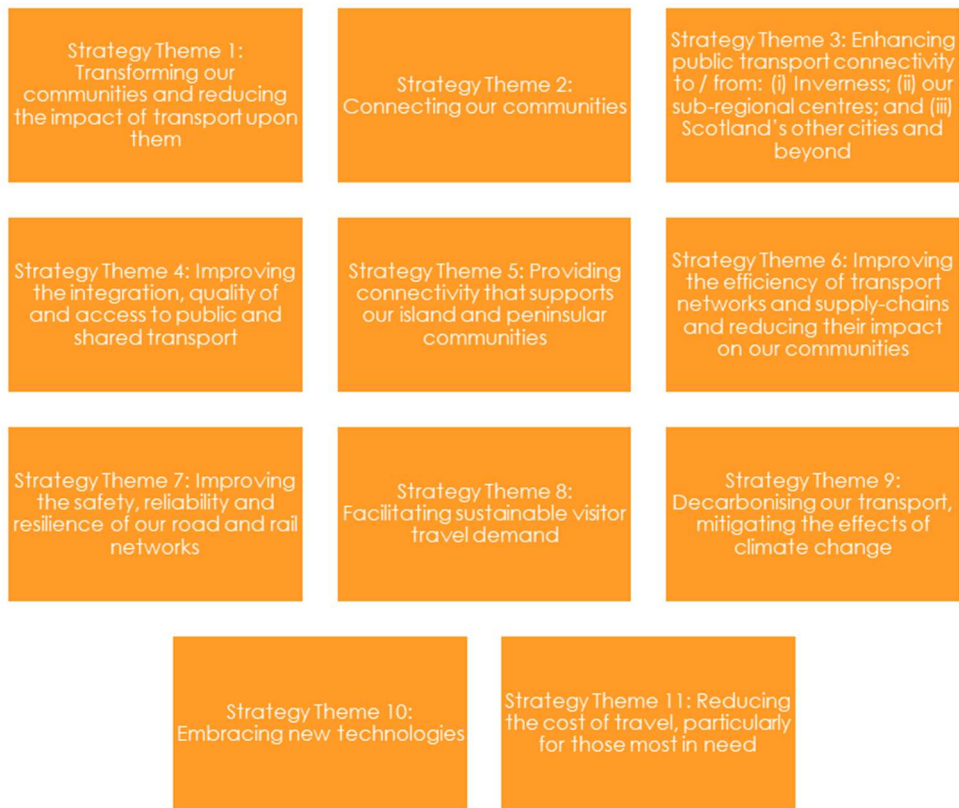 Strategy Theme 1:
Transforming our
communities and reducing
the impact of transport upon
them
Strategy Theme 2:
Connecting our communities
Strategy Theme 3: Enhancing
public transport connectivity
to / from: (i) Inverness; (ii) our
sub-regional centres; and (iii)
Scotland's other cities and
beyond
Strategy Theme 4: Improving
the integration, quality of
and access to public and
shared transport
Strategy Theme 5: Providing
connectivity that supports
our island and peninsular
communities
Strategy Theme 6: Improving
the efficiency of transport
networks and supply-chains
and reducing their impact
on our communities
Strategy Theme 7: Improving
the safety, reliability and
resilience of our road and rail
networks
Strategy Theme 8:
Facilitating sustainable visitor
travel demand
Strategy Theme 9:
Decarbonising our transport,
mitigating the effects of
climate change
Strategy Theme 10:
Embracing new technologies
Strategy Theme 11: Reducing
the cost of travel, particularly
for those most in need